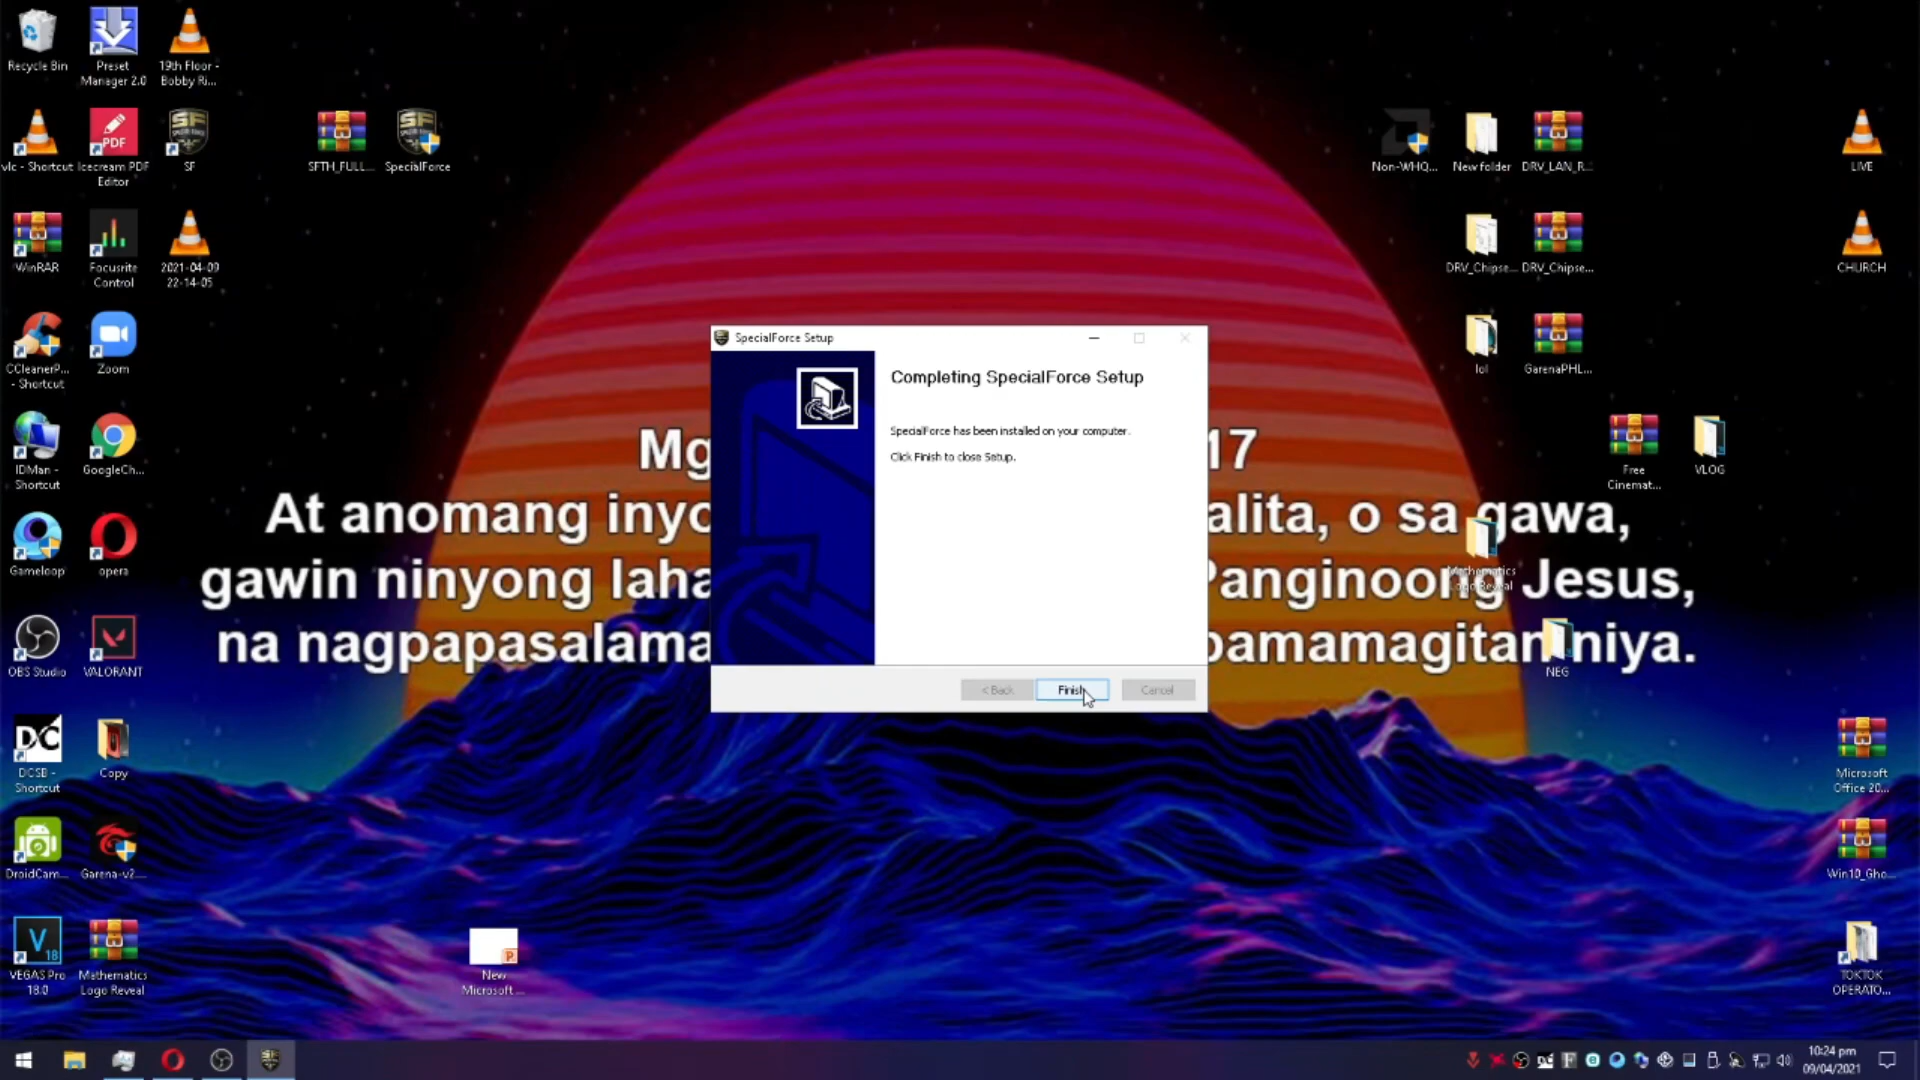 Recycle Bin
Preset
Manager 2.0
19th Floor -
Bobby Ri...
vlc - Shortcut
Icecream PDF
Editor
SF
SFTH_FULL...
SpecialForce
Non-WHQ...
New folder
DRV_LAN_R...
LIVE
WinRAR
Focusrite
Control
2021-04-09
22-14-05
DRV_Chipse...
DRV_Chipse...
CHURCH
CCleanerP...
- Shortcut
Zoom
lol
GarenaPHL...
SpecialForce Setup
Completing SpecialForce Setup
SpecialForce has been installed on your computer.
Click Finish to close Setup.
< Back
Finish
Cancel
IDMan -
Shortcut
GoogleCh...
Free
Cinemat...
VLOG
Mg 17
At anomang inyo alita, o sa gawa,
gawin ninyong laha Panginoong Jesus,
na nagpapasalama pamamagitan niya.
Gameloop
opera
Mathematics
Logo Reveal
OBS Studio
VALORANT
NEG
DCSB -
Shortcut
Copy
Microsoft
Office 20...
DroidCam...
Garena-v2...
Win10_Gho...
VEGAS Pro
18.0
Mathematics
Logo Reveal
New
Microsoft ...
TOKTOK
OPERATO...
10:24 pm
09/04/2021